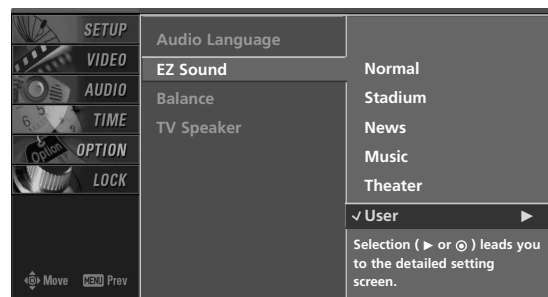 SETUP
VIDEO
AUDIO
TIME
OPTION
LOCK
Move MENU Prev
Audio Language
EZ Sound
Balance
TV Speaker
Normal
Stadium
News
Music
Theater
✓ User ▶
Selection ( ▶ or ◉ ) leads you
to the detailed setting
screen.